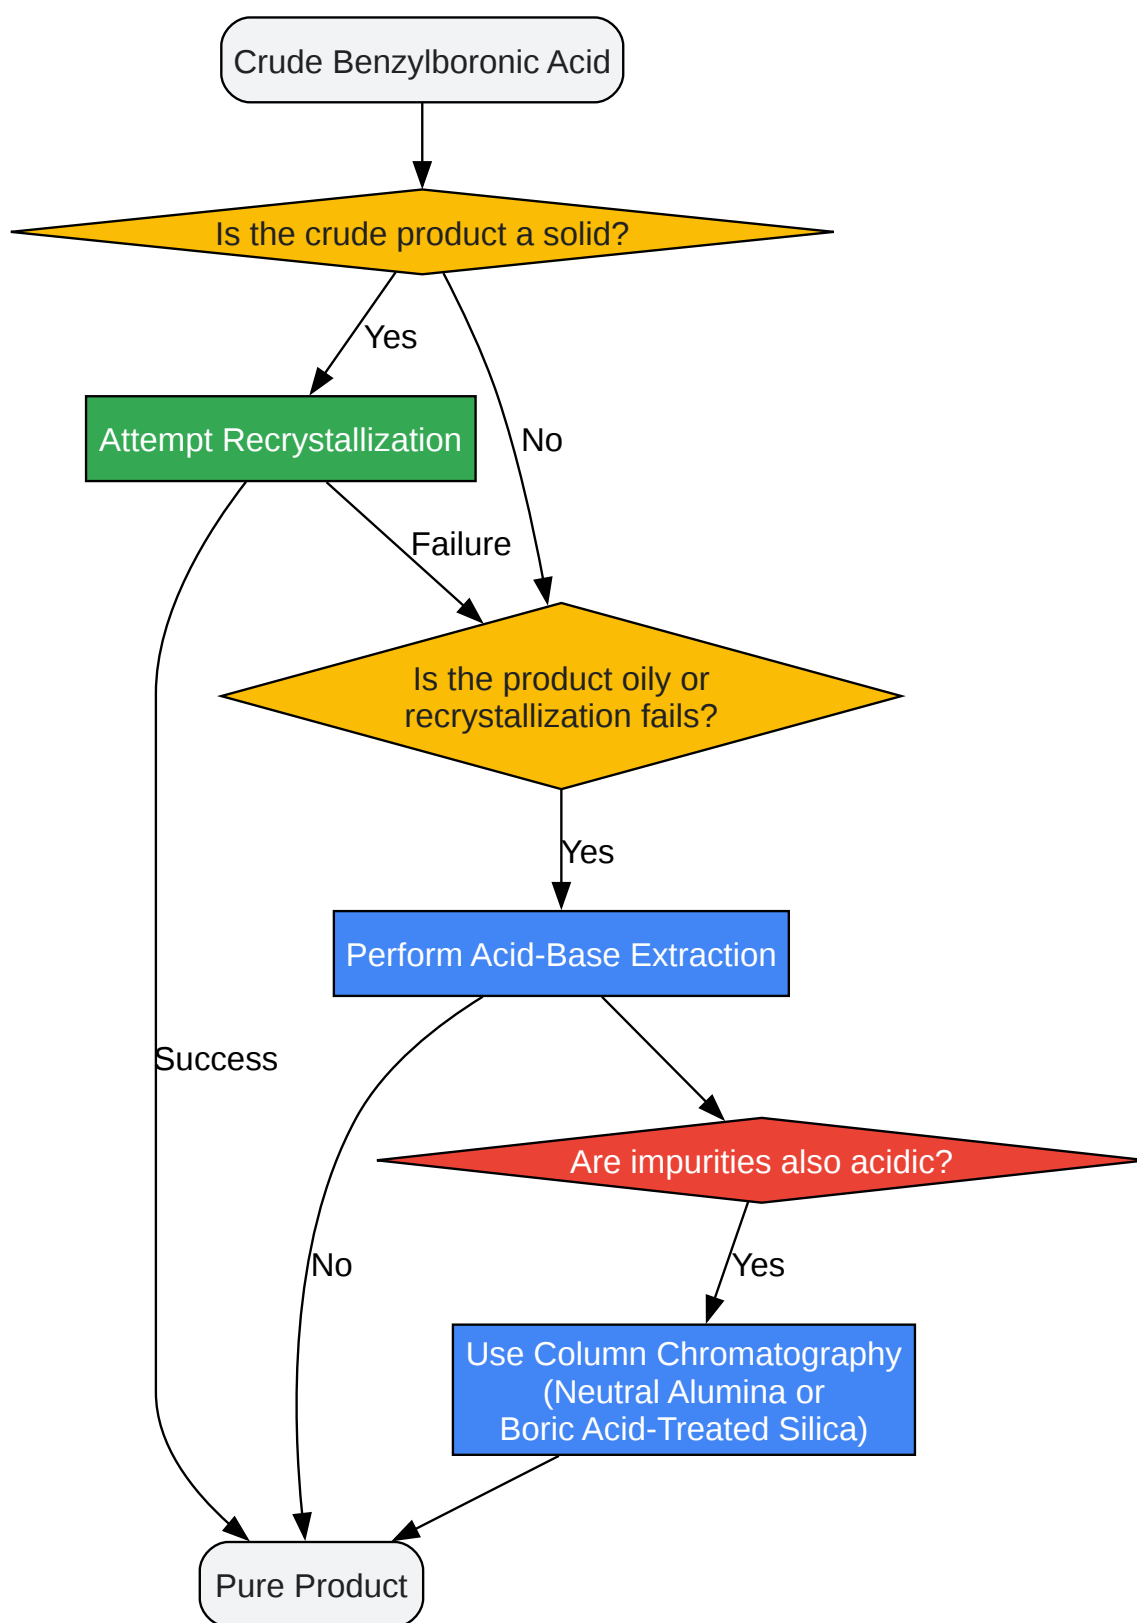 Crude Benzylboronic Acid
Is the crude product a solid?
Yes
Attempt Recrystallization
No
Failure
Is the product oily or
recrystallization fails?
Yes
Perform Acid-Base Extraction
Success
Are impurities also acidic?
No
Yes
Use Column Chromatography
(Neutral Alumina or
Boric Acid-Treated Silica)
Pure Product